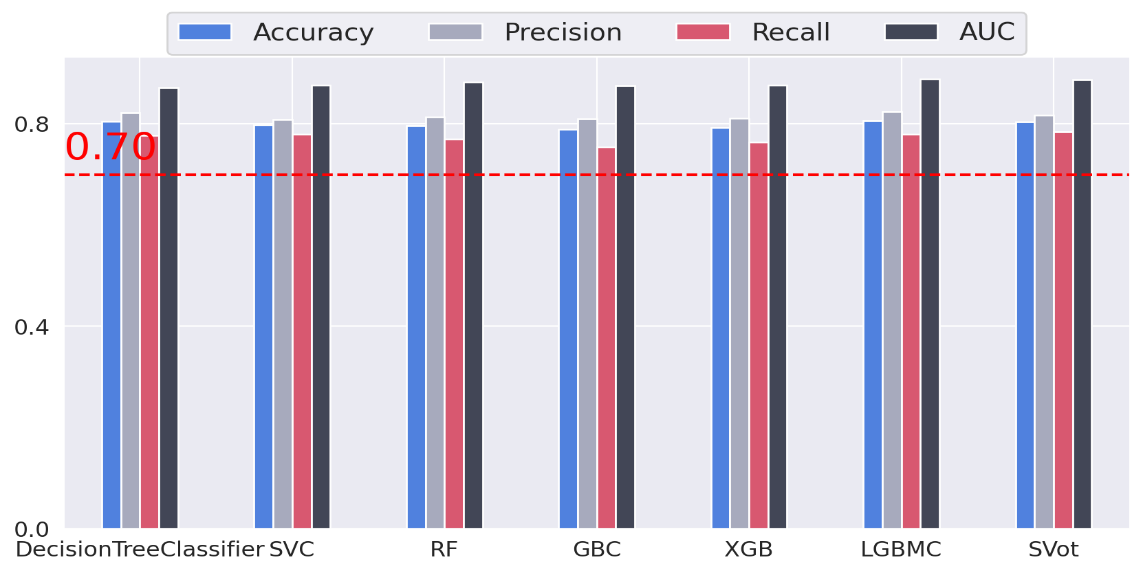 Accuracy Precision Recall AUC
0.8
0.70
0.4
0.0
DecisionTreeClassifier SVC RF GBC XGB LGBMC SVot